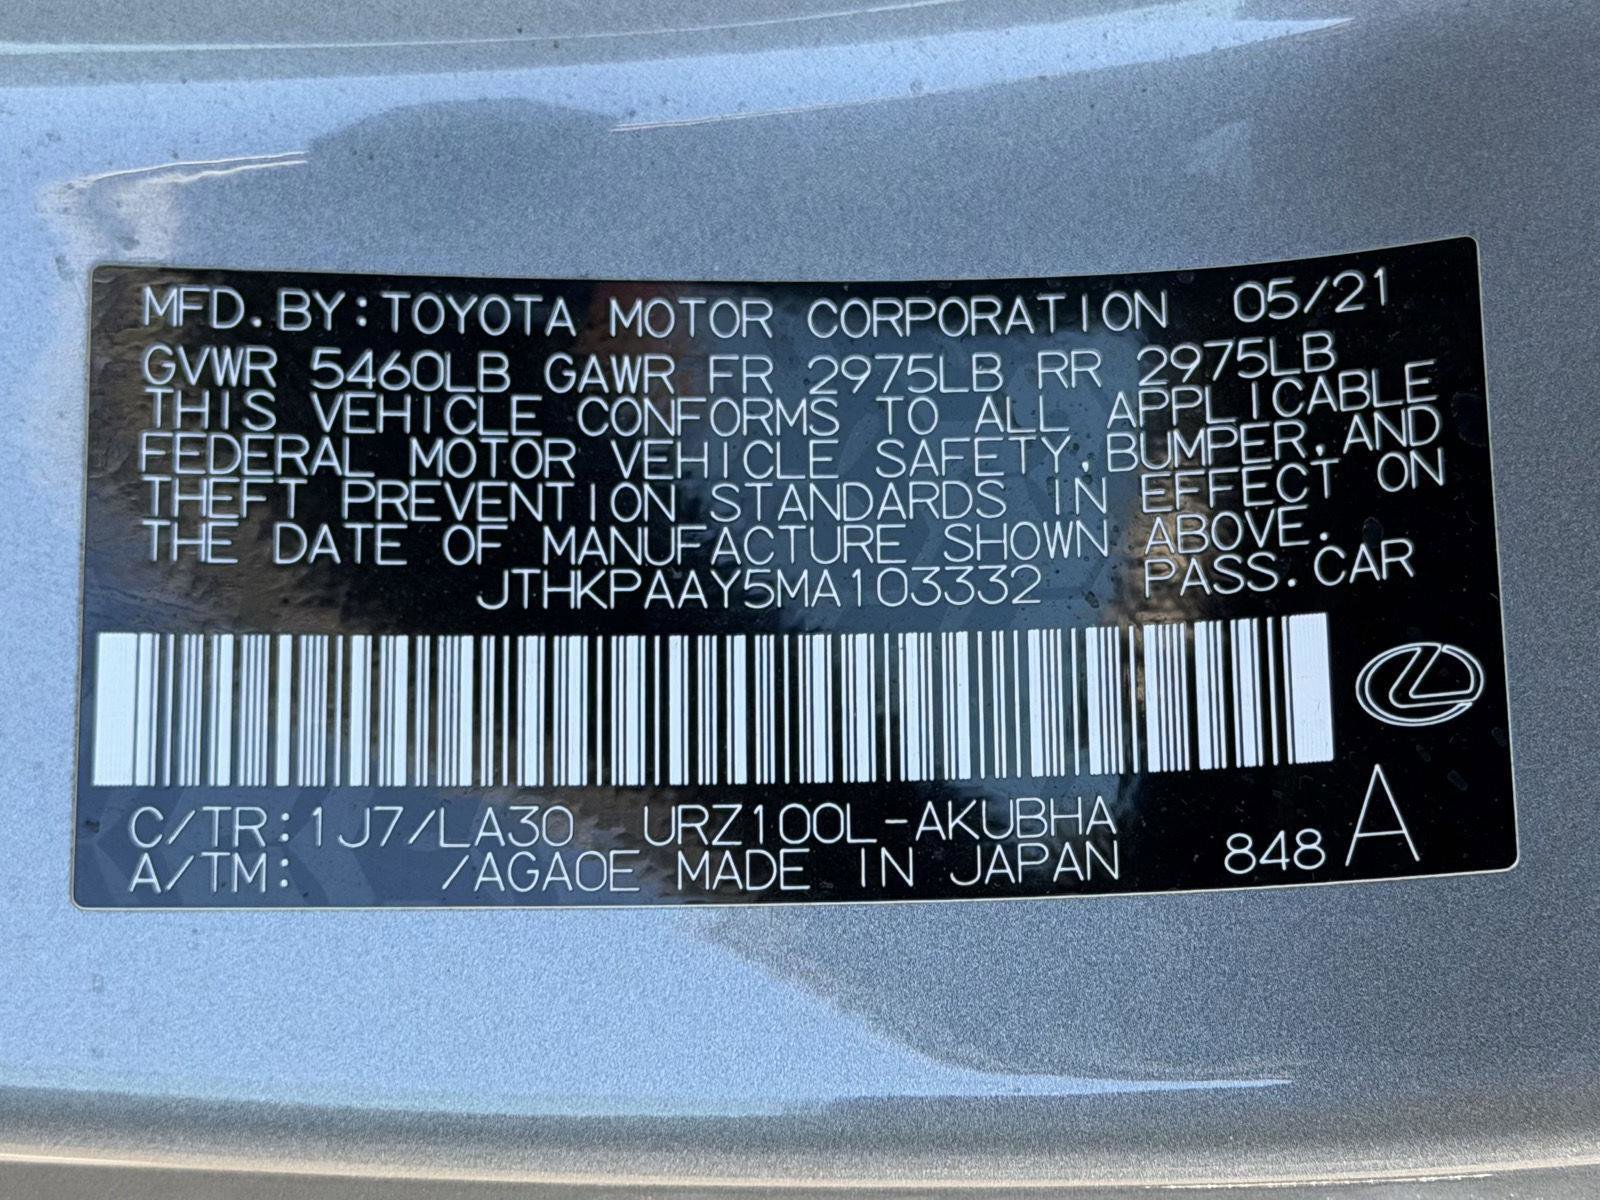 MFD.BY:TOYOTA MOTOR CORPORATION 05/21
GVWR 5460LB GAWR FR 2975LB RR 2975LB
THIS VEHICLE CONFORMS TO ALL APPLICABLE
FEDERAL MOTOR VEHICLE SAFETY,BUMPER,AND
THEFT PREVENTION STANDARDS IN EFFECT ON
THE DATE OF MANUFACTURE SHOWN ABOVE.
JTHKPAAY5MA103332 PASS.CAR
C/TR:1J7/LA30 URZ100L-AKUBHA
A/TM: /AGA0E MADE IN JAPAN 848 A